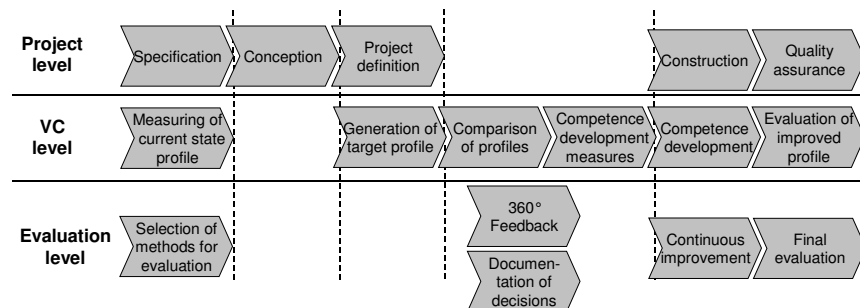 Project
level
Specification
Conception
Project
definition
Construction
Quality
assurance
VC
level
Measuring of
current state
profile
Generation of
target profile
Comparison
of profiles
Competence
development
measures
Competence
development
Evaluation of
improved
profile
Evaluation
level
Selection of
methods for
evaluation
360°
Feedback
Documen-
tation of
decisions
Continuous
improvement
Final
evaluation